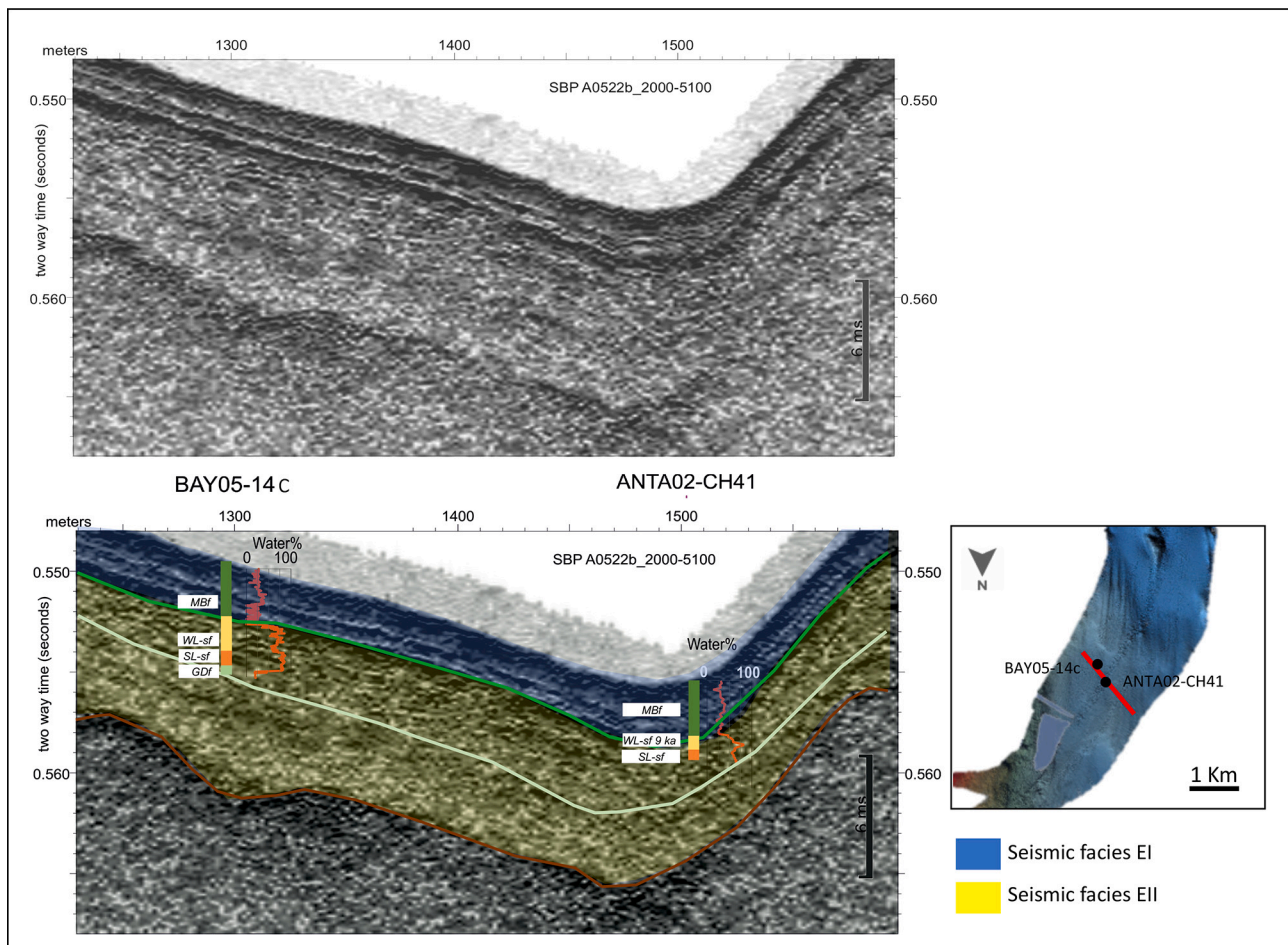 meters 1300 1400 1500
SBP A0522b_2000-5100
0.550 0.550
two way time (seconds)
0.560 0.560
6 ms
BAY05-14 C ANTA02-CH41
meters 1300 1400 1500
Water%
0 100
SBP A0522b_2000-5100
0.550 0.550
MBf
WL-sf
SL-sf
GDf
two way time (seconds)
Water%
0 100
MBf
WL-sf 9 ka
SL-sf
0.560 0.560
6 ms
N
BAY05-14c
ANTA02-CH41
1 Km
Seismic facies EI
Seismic facies EII